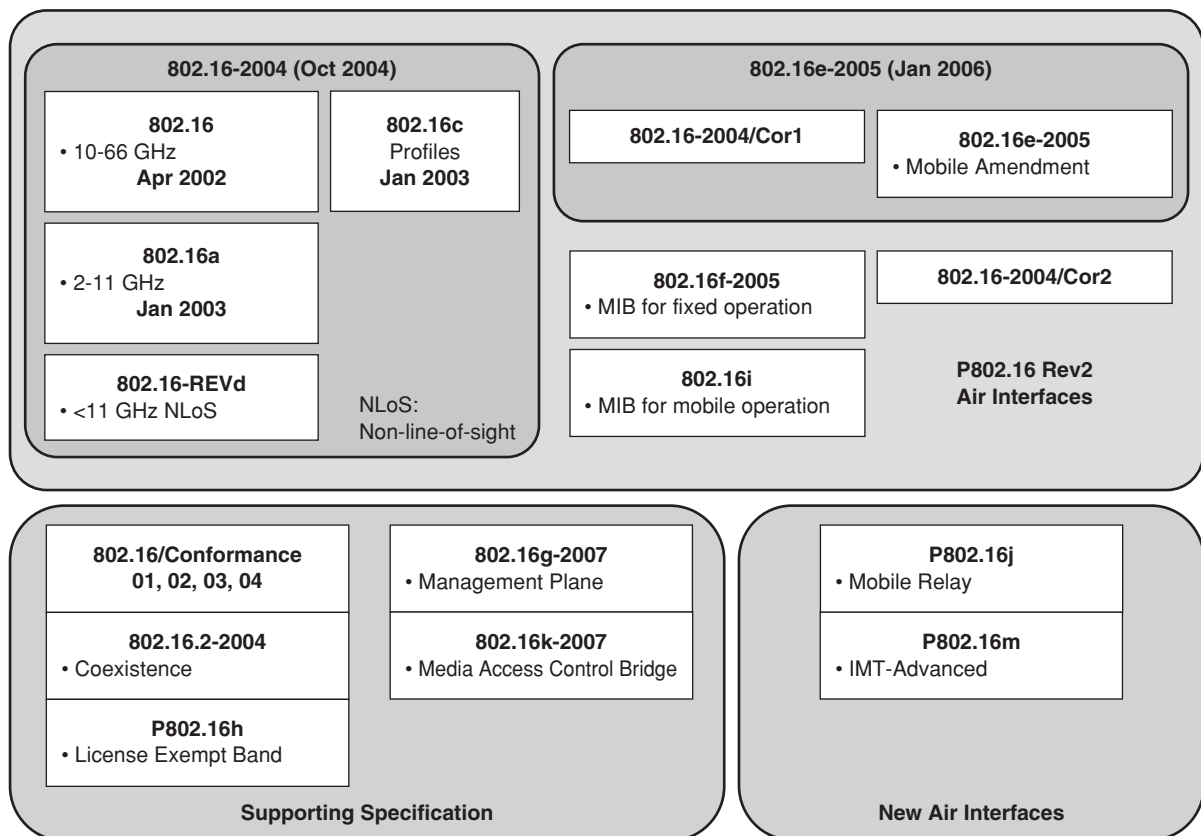 802.16-2004 (Oct 2004)
802.16
• 10-66 GHz
Apr 2002
802.16c
Profiles
Jan 2003
802.16a
• 2-11 GHz
Jan 2003
802.16-REVd
• <11 GHz NLoS
NLoS:
Non-line-of-sight
802.16e-2005 (Jan 2006)
802.16-2004/Cor1
802.16e-2005
• Mobile Amendment
802.16f-2005
• MIB for fixed operation
802.16-2004/Cor2
802.16i
• MIB for mobile operation
P802.16 Rev2
Air Interfaces
802.16/Conformance
01, 02, 03, 04
802.16.2-2004
• Coexistence
P802.16h
• License Exempt Band
802.16g-2007
• Management Plane
802.16k-2007
• Media Access Control Bridge
Supporting Specification
P802.16j
• Mobile Relay
P802.16m
• IMT-Advanced
New Air Interfaces